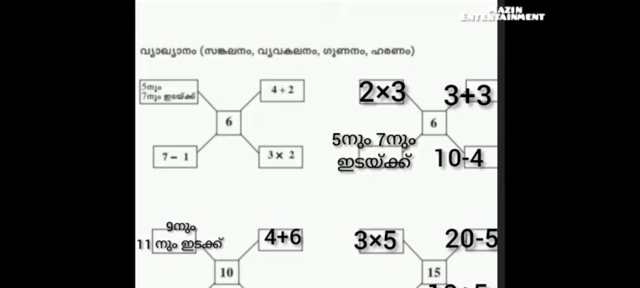 MAZIN
ENTERTAINMENT
വ്യാഖ്യാനം (സങ്കലനം, വ്യവകലനം, ഗുണനം, ഹരണം)
5നും
7നും ഇടയ്ക്ക്
4 + 2
6
7 – 1
3 × 2
2×3
3+3
6
5നും 7നും
ഇടയ്ക്ക്
10-4
9നും
11 നും ഇടക്ക്
4+6
10
3×5
20-5
15